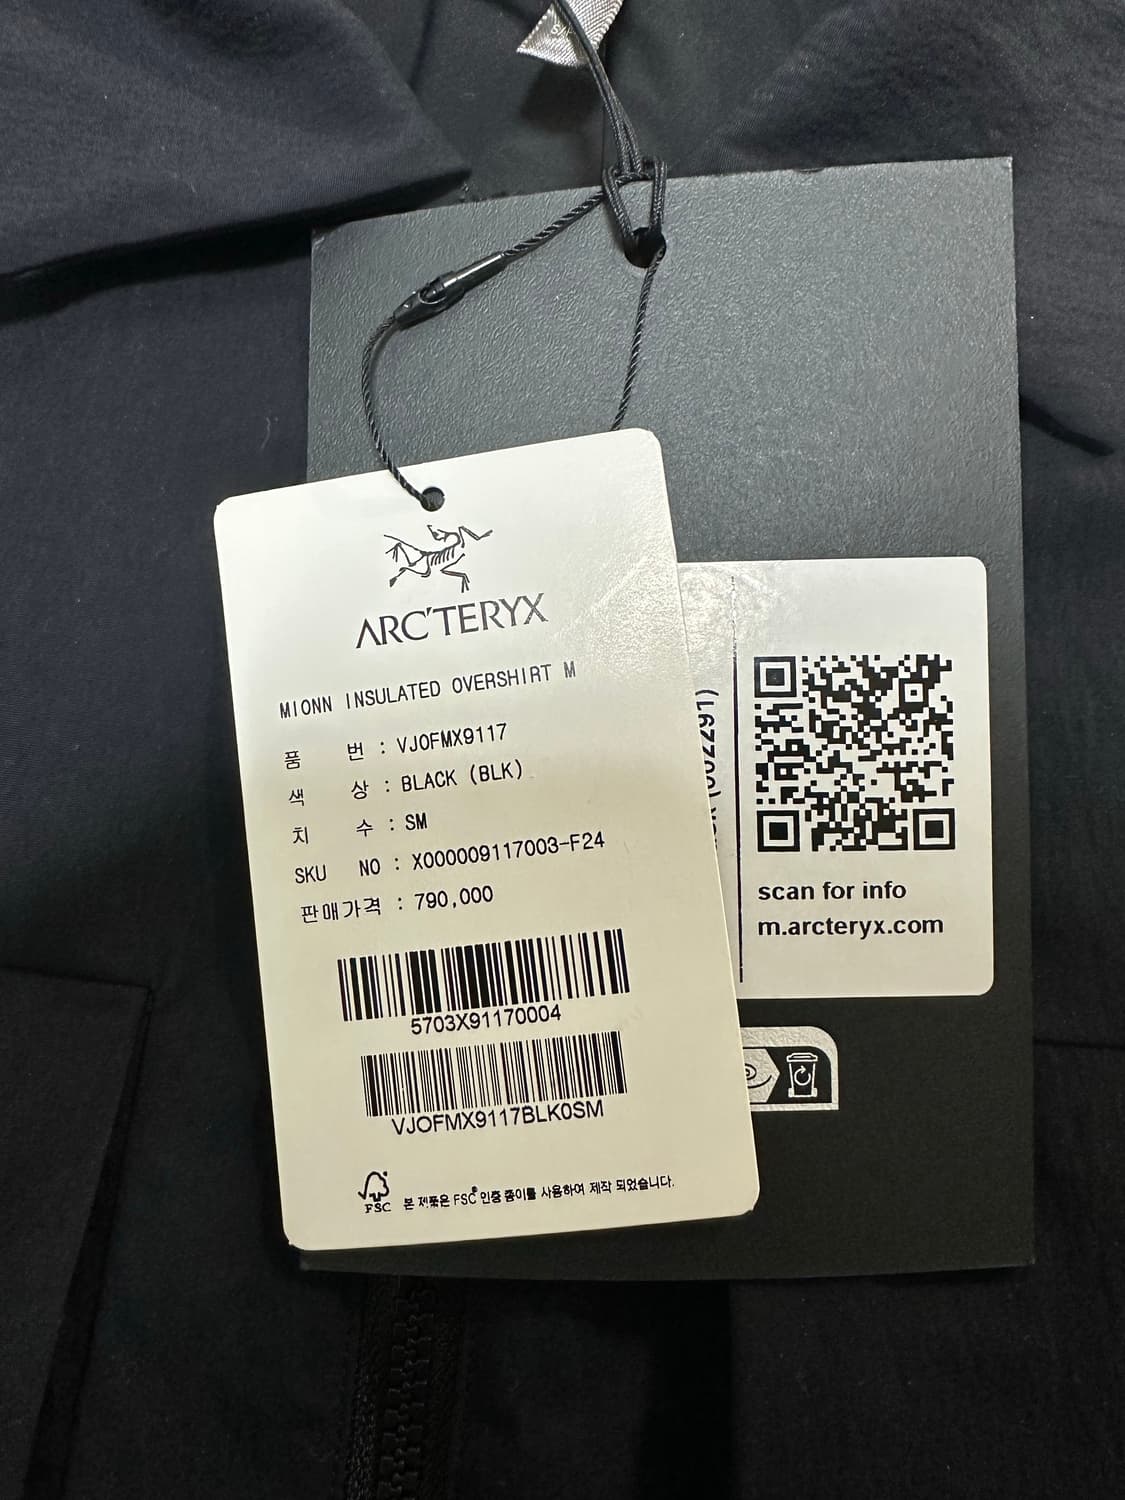 ARC'TERYX
MIONN INSULATED OVERSHIRT M
품 번 : VJOFMX9117
색 상 : BLACK (BLK)
치 수 : SM
SKU NO : X000009117003-F24
판매가격 : 790,000
5703X91170004
VJOFMX9117BLK0SM
FSC 본 제품은 FSC® 인증 종이를 사용하여 제작 되었습니다.
scan for info
m.arcteryx.com